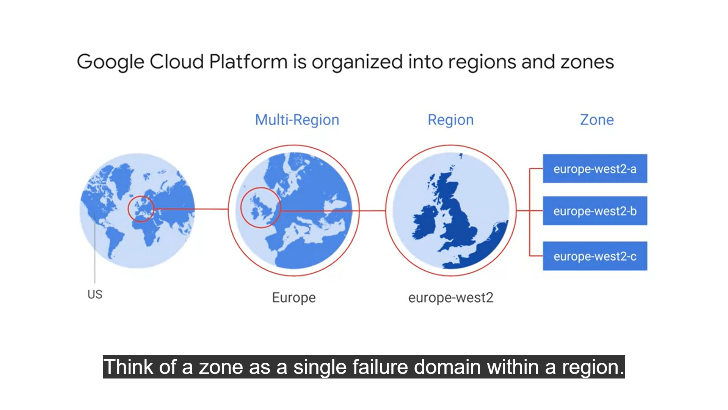 Google Cloud Platform is organized into regions and zones
Multi-Region
Region
Zone
europe-west2-a
europe-west2-b
europe-west2-c
US
Europe
europe-west2
Think of a zone as a single failure domain within a region.